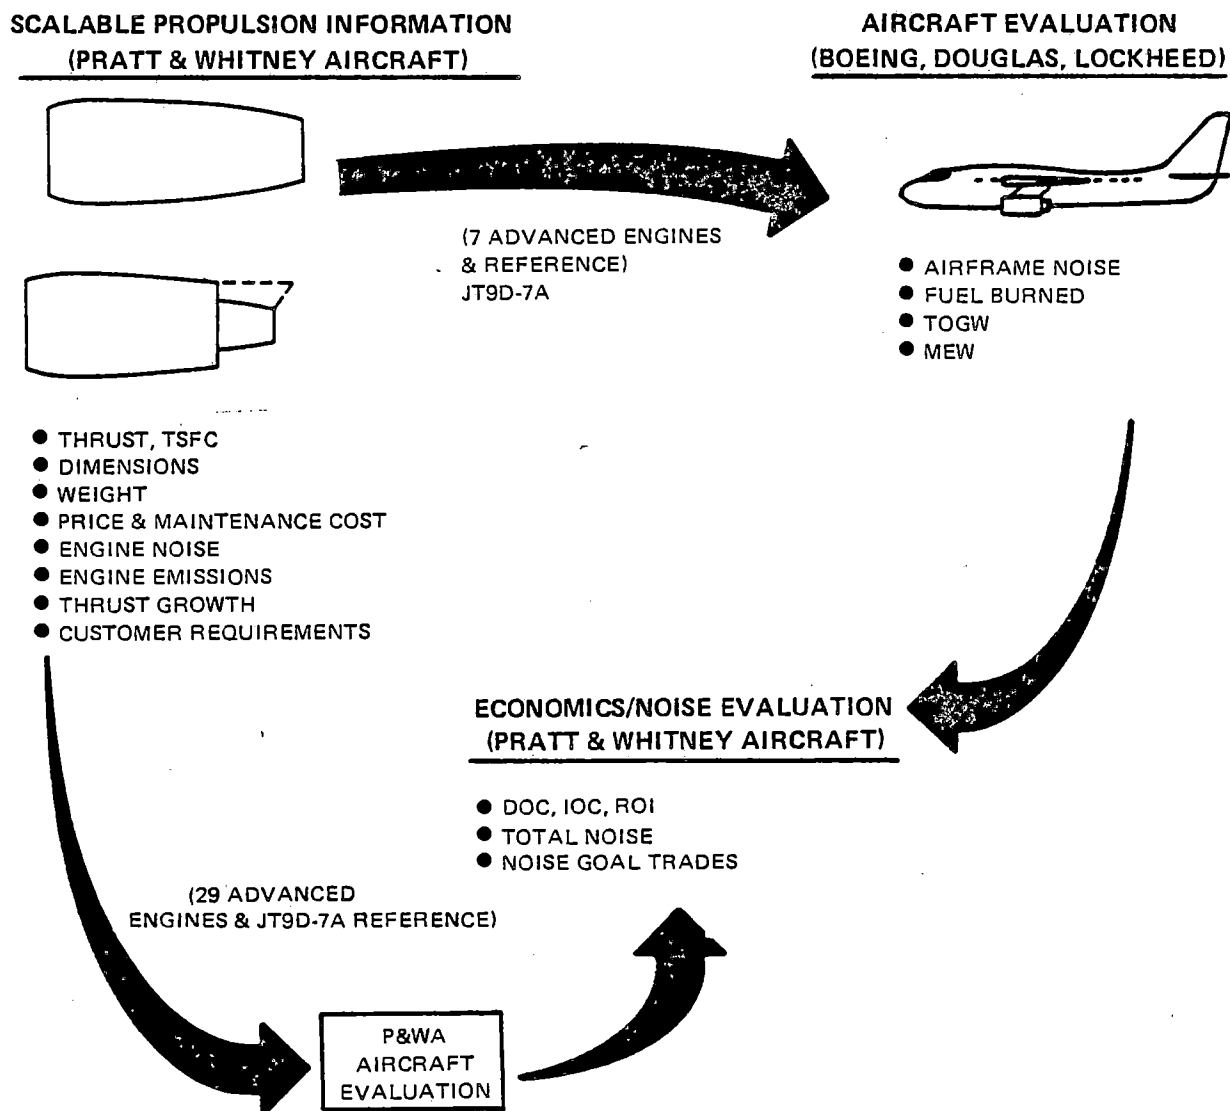 SCALABLE PROPULSION INFORMATION
(PRATT & WHITNEY AIRCRAFT)
AIRCRAFT EVALUATION
(BOEING, DOUGLAS, LOCKHEED)
(7 ADVANCED ENGINES
& REFERENCE)
JT9D-7A
● AIRFRAME NOISE
● FUEL BURNED
● TOGW
● MEW
● THRUST, TSFC
● DIMENSIONS
● WEIGHT
● PRICE & MAINTENANCE COST
● ENGINE NOISE
● ENGINE EMISSIONS
● THRUST GROWTH
● CUSTOMER REQUIREMENTS
ECONOMICS/NOISE EVALUATION
(PRATT & WHITNEY AIRCRAFT)
● DOC, IOC, ROI
● TOTAL NOISE
● NOISE GOAL TRADES
(29 ADVANCED
ENGINES & JT9D-7A REFERENCE)
P&WA
AIRCRAFT
EVALUATION